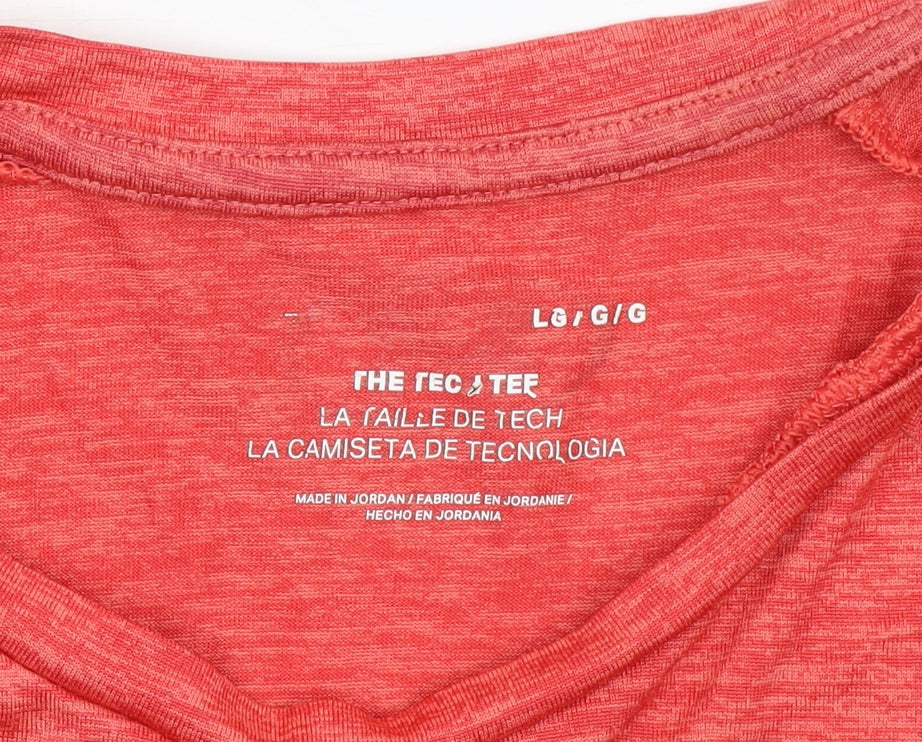 LG / G / G
THE TECH TEE
LA TAILLE DE TECH
LA CAMISETA DE TECNOLOGIA
MADE IN JORDAN / FABRIQUÉ EN JORDANIE /
HECHO EN JORDANIA